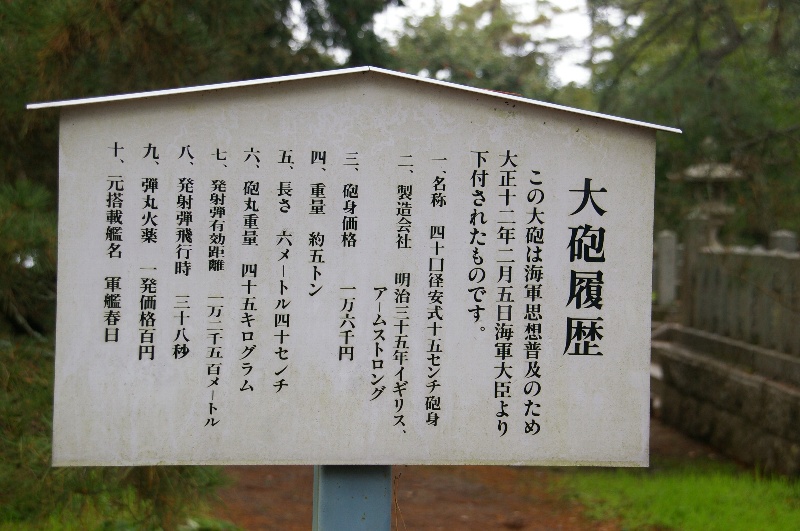 大砲履歴
この大砲は海軍思想普及のため
大正十二年二月五日海軍大臣より
下付されたものです。
一、名称　四十口径安式十五センチ砲身
二、製造会社　明治三十五年イギリス、
アームストロング
三、砲身価格　一万六千円
四、重量　約五トン
五、長さ　六メートル四十センチ
六、砲丸重量　四十五キログラム
七、発射弾有効距離　一万二千五百メートル
八、発射弾飛行時　三十八秒
九、弾丸火薬　一発価格百円
十、元搭載艦名　軍艦春日